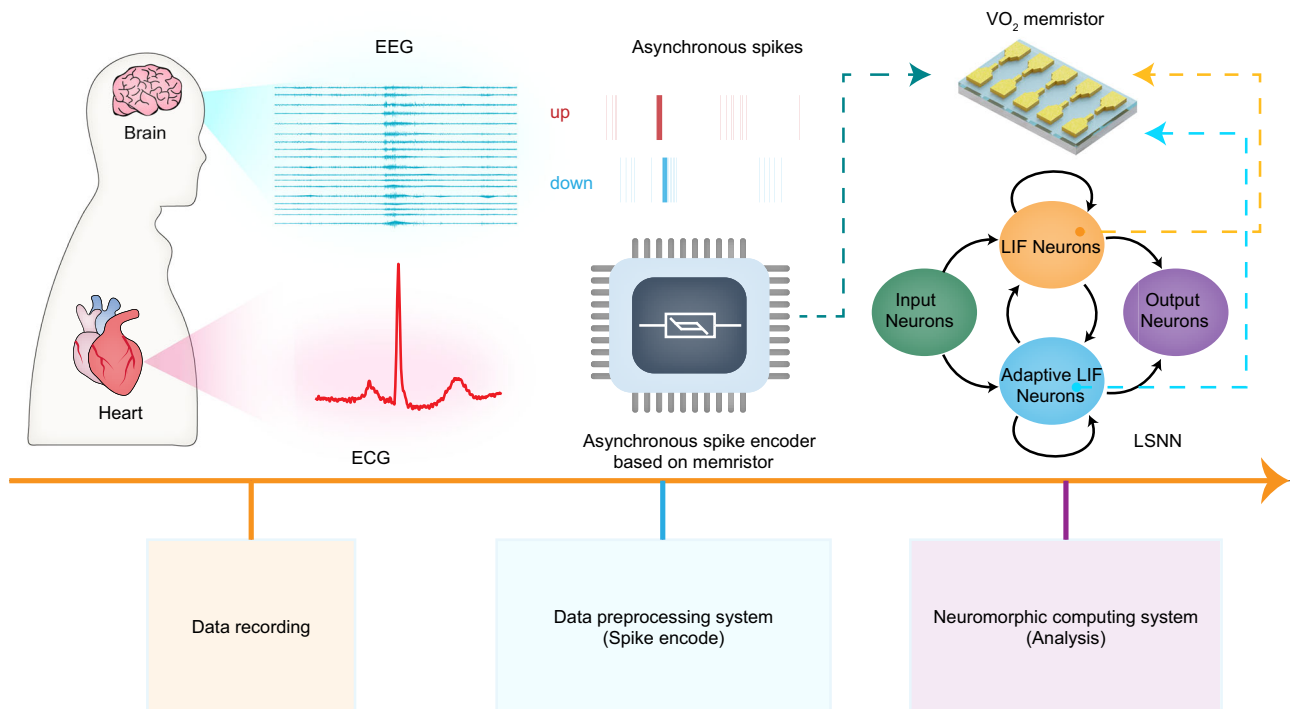 VO₂ memristor
EEG
Asynchronous spikes
up
down
Brain
Heart
ECG
Asynchronous spike encoder
based on memristor
LIF Neurons
Input
Neurons
Output
Neurons
Adaptive LIF
Neurons
LSNN
Data recording
Data preprocessing system
(Spike encode)
Neuromorphic computing system
(Analysis)